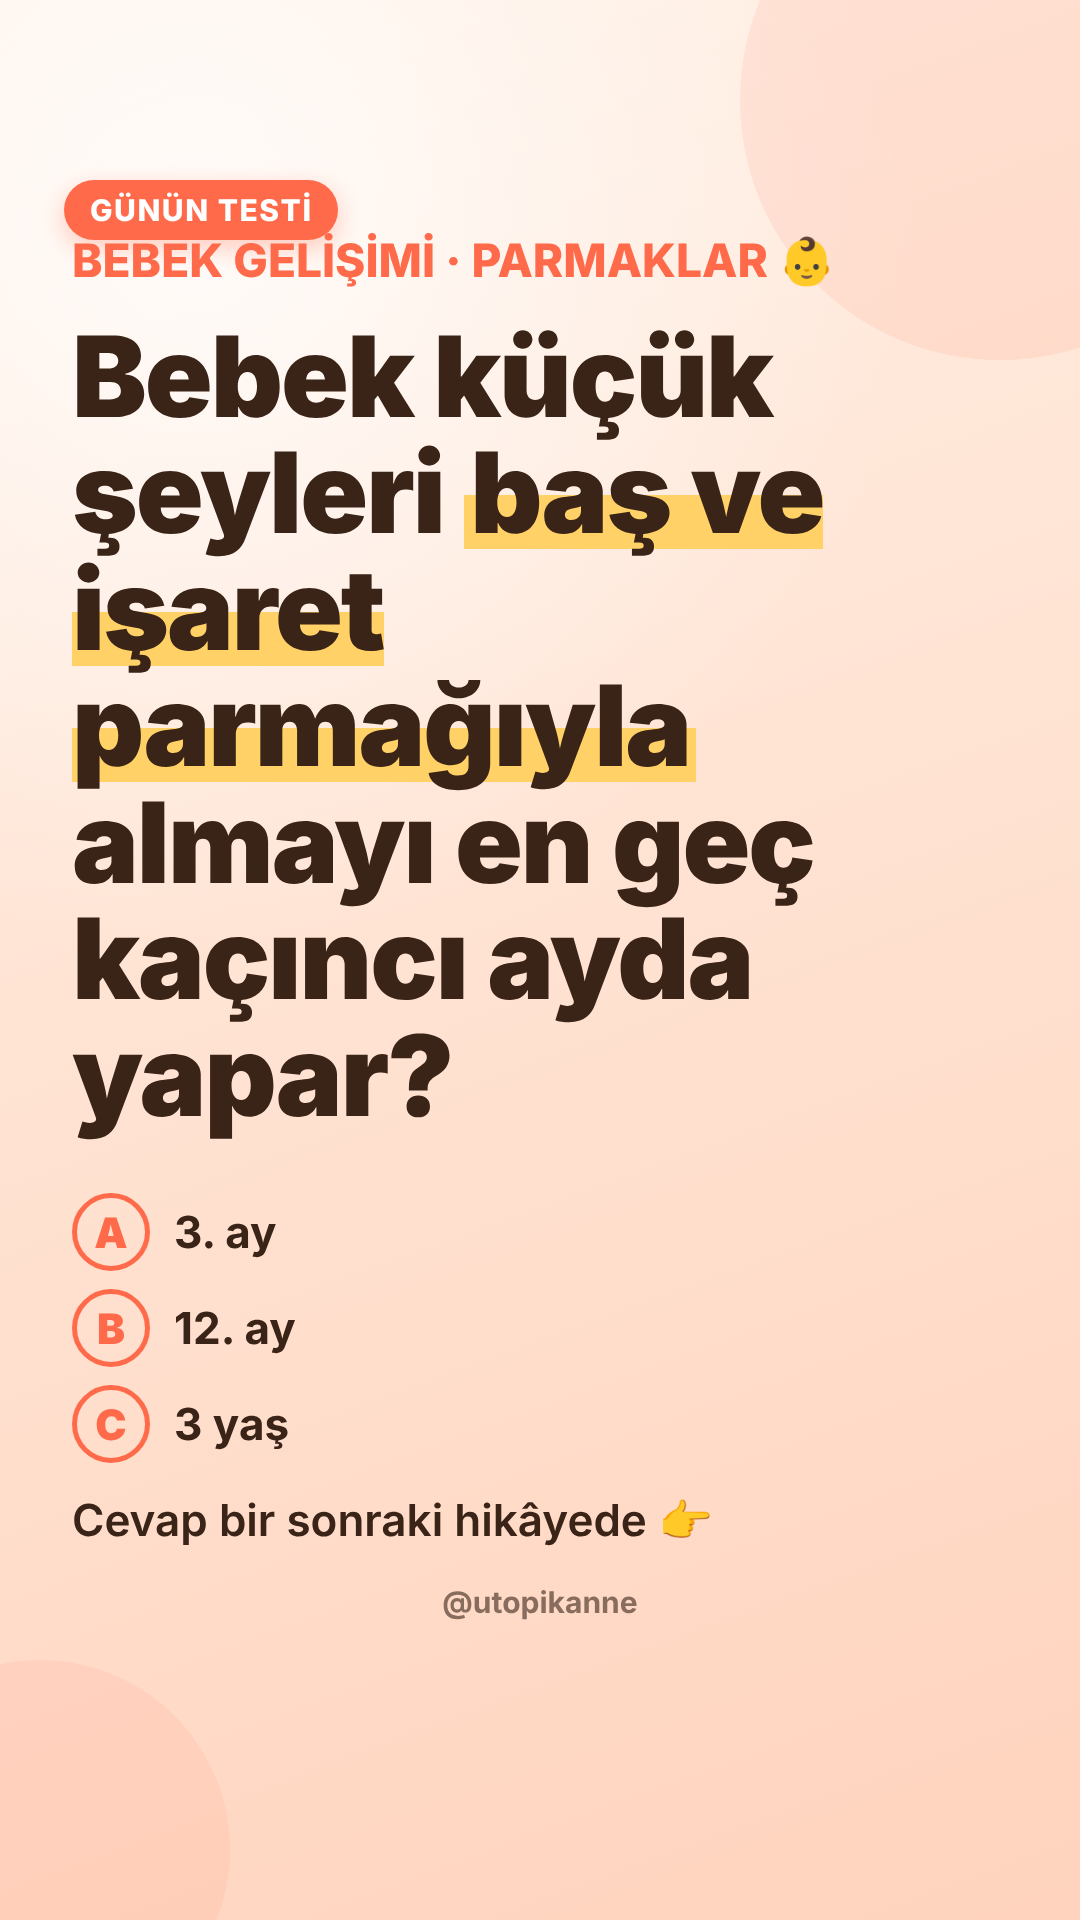 GÜNÜN TESTİ
BEBEK GELİŞİMİ · PARMAKLAR 👶
Bebek küçük
şeyleri baş ve
işaret
parmağıyla
almayı en geç
kaçıncı ayda
yapar?
A 3. ay
B 12. ay
C 3 yaş
Cevap bir sonraki hikâyede 👉
@utopikanne